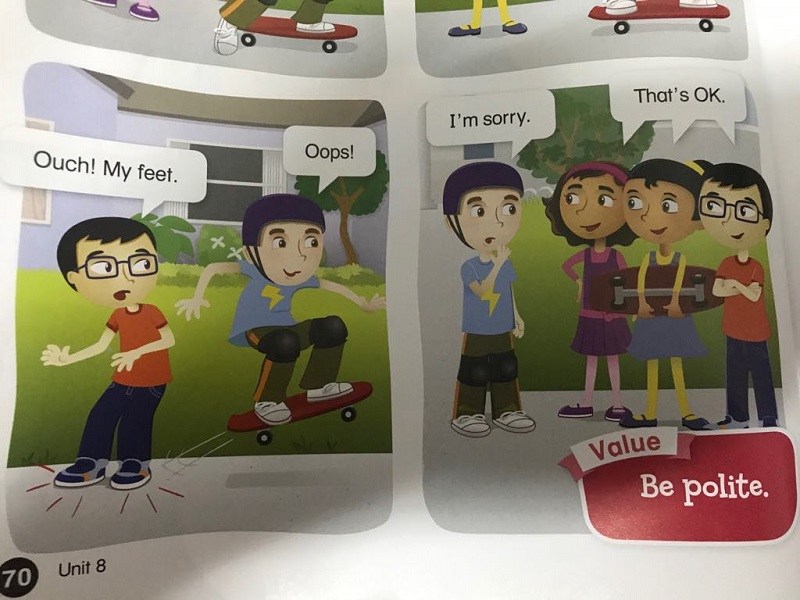 Ouch! My feet.
Oops!
I'm sorry.
That's OK.
Value
Be polite.
70
Unit 8